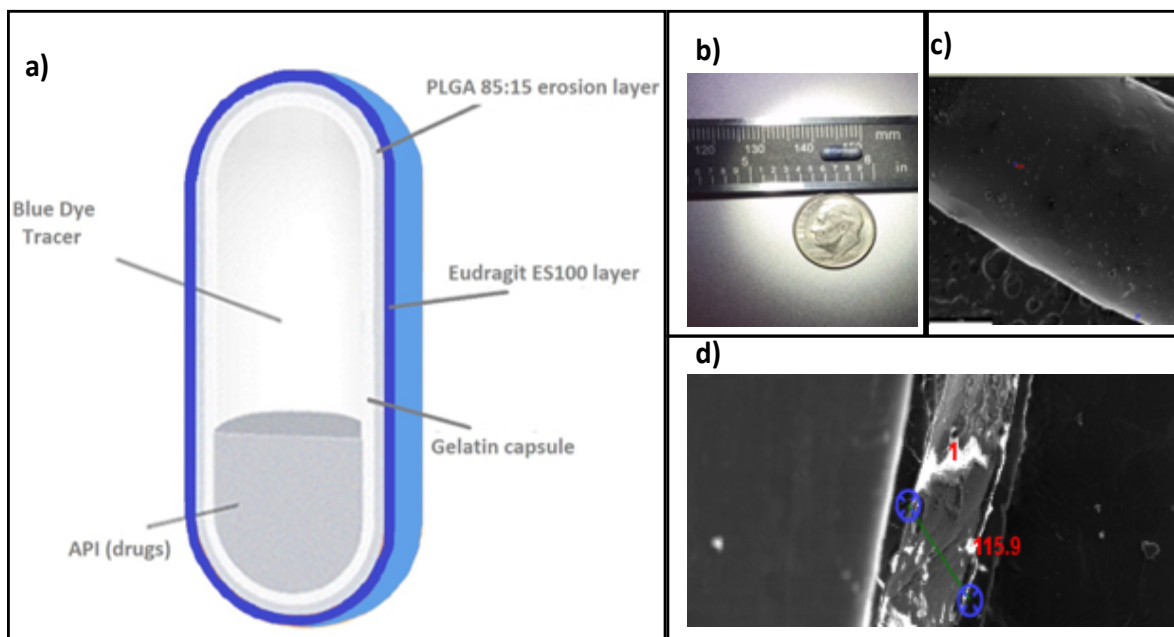 a)
PLGA 85:15 erosion layer
Blue Dye
Tracer
Eudragit ES100 layer
Gelatin capsule
API (drugs)
b)
mm
120 130 140 150
5 6
in
c)
d)
1
115.9